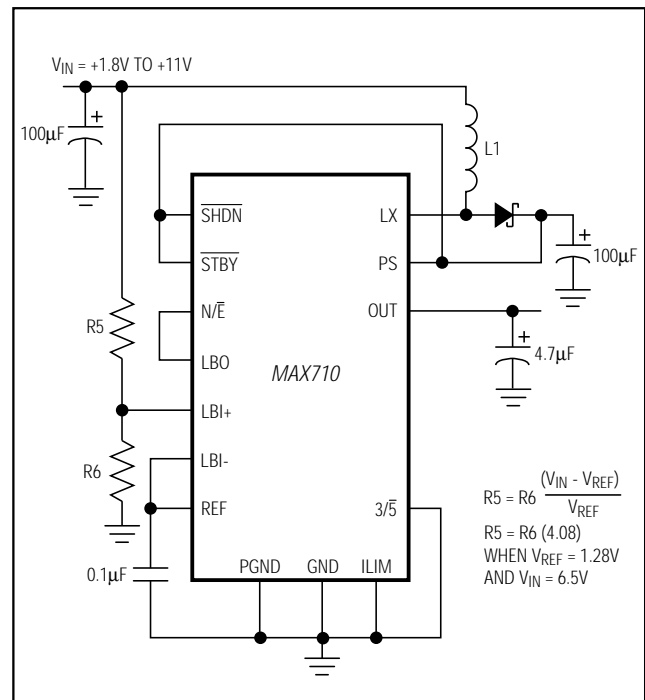 V_IN = +1.8V TO +11V
100µF
L1
S̅H̅D̅N̅
LX
S̅T̅B̅Y̅
PS
100µF
N/E̅
OUT
R5
LBO
4.7µF
MAX710
LBI+
LBI-
R6
REF
3/5̅
R5 = R6 (V_IN - V_REF)
V_REF
R5 = R6 (4.08)
WHEN V_REF = 1.28V
AND V_IN = 6.5V
0.1µF
PGND GND ILIM